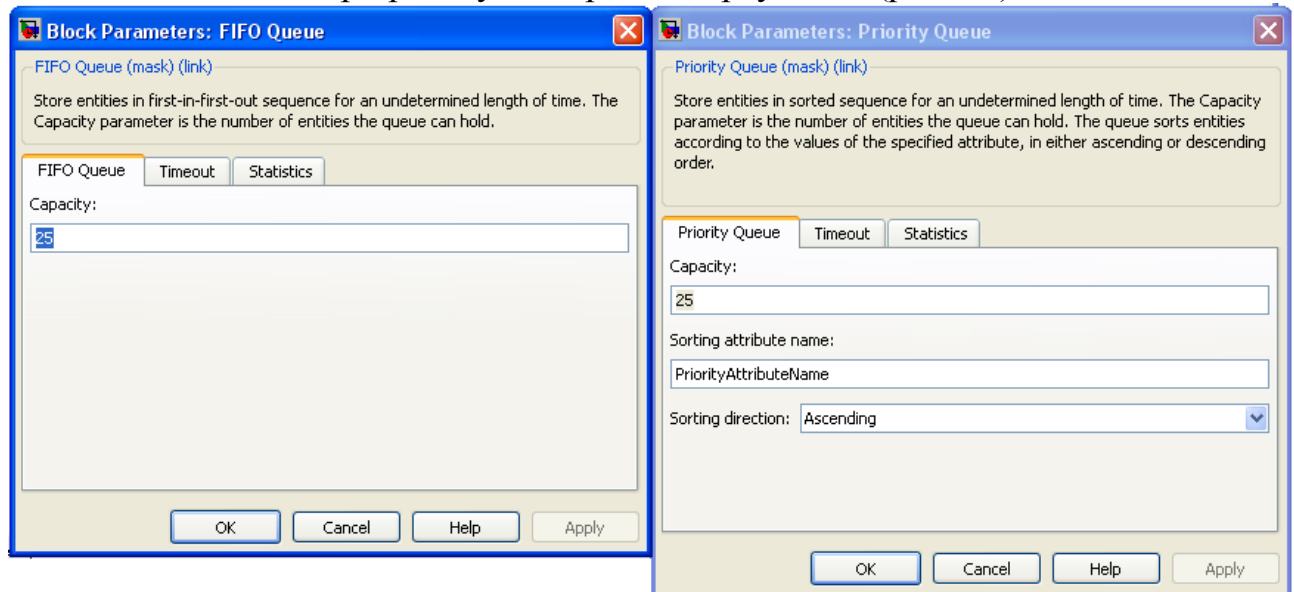 Block Parameters: FIFO Queue
FIFO Queue (mask) (link)
Store entities in first-in-first-out sequence for an undetermined length of time. The
Capacity parameter is the number of entities the queue can hold.
FIFO Queue Timeout Statistics
Capacity:
25
OK Cancel Help Apply
Block Parameters: Priority Queue
Priority Queue (mask) (link)
Store entities in sorted sequence for an undetermined length of time. The Capacity
parameter is the number of entities the queue can hold. The queue sorts entities
according to the values of the specified attribute, in either ascending or descending
order.
Priority Queue Timeout Statistics
Capacity:
25
Sorting attribute name:
PriorityAttributeName
Sorting direction: Ascending
OK Cancel Help Apply